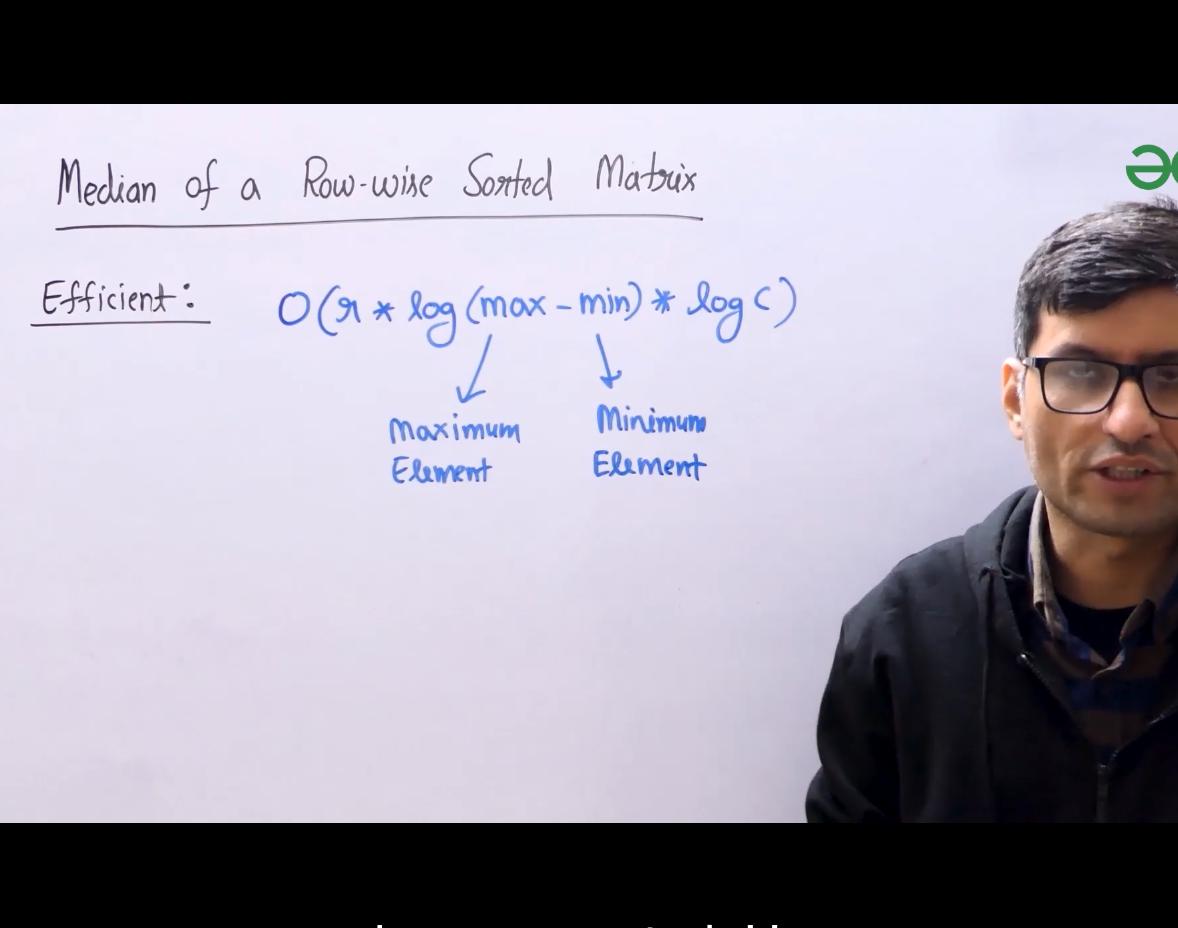 Median of a Row-wise Sorted Matrix
Efficient: O(r * log(max - min) * log C)
Maximum Minimum
Element Element